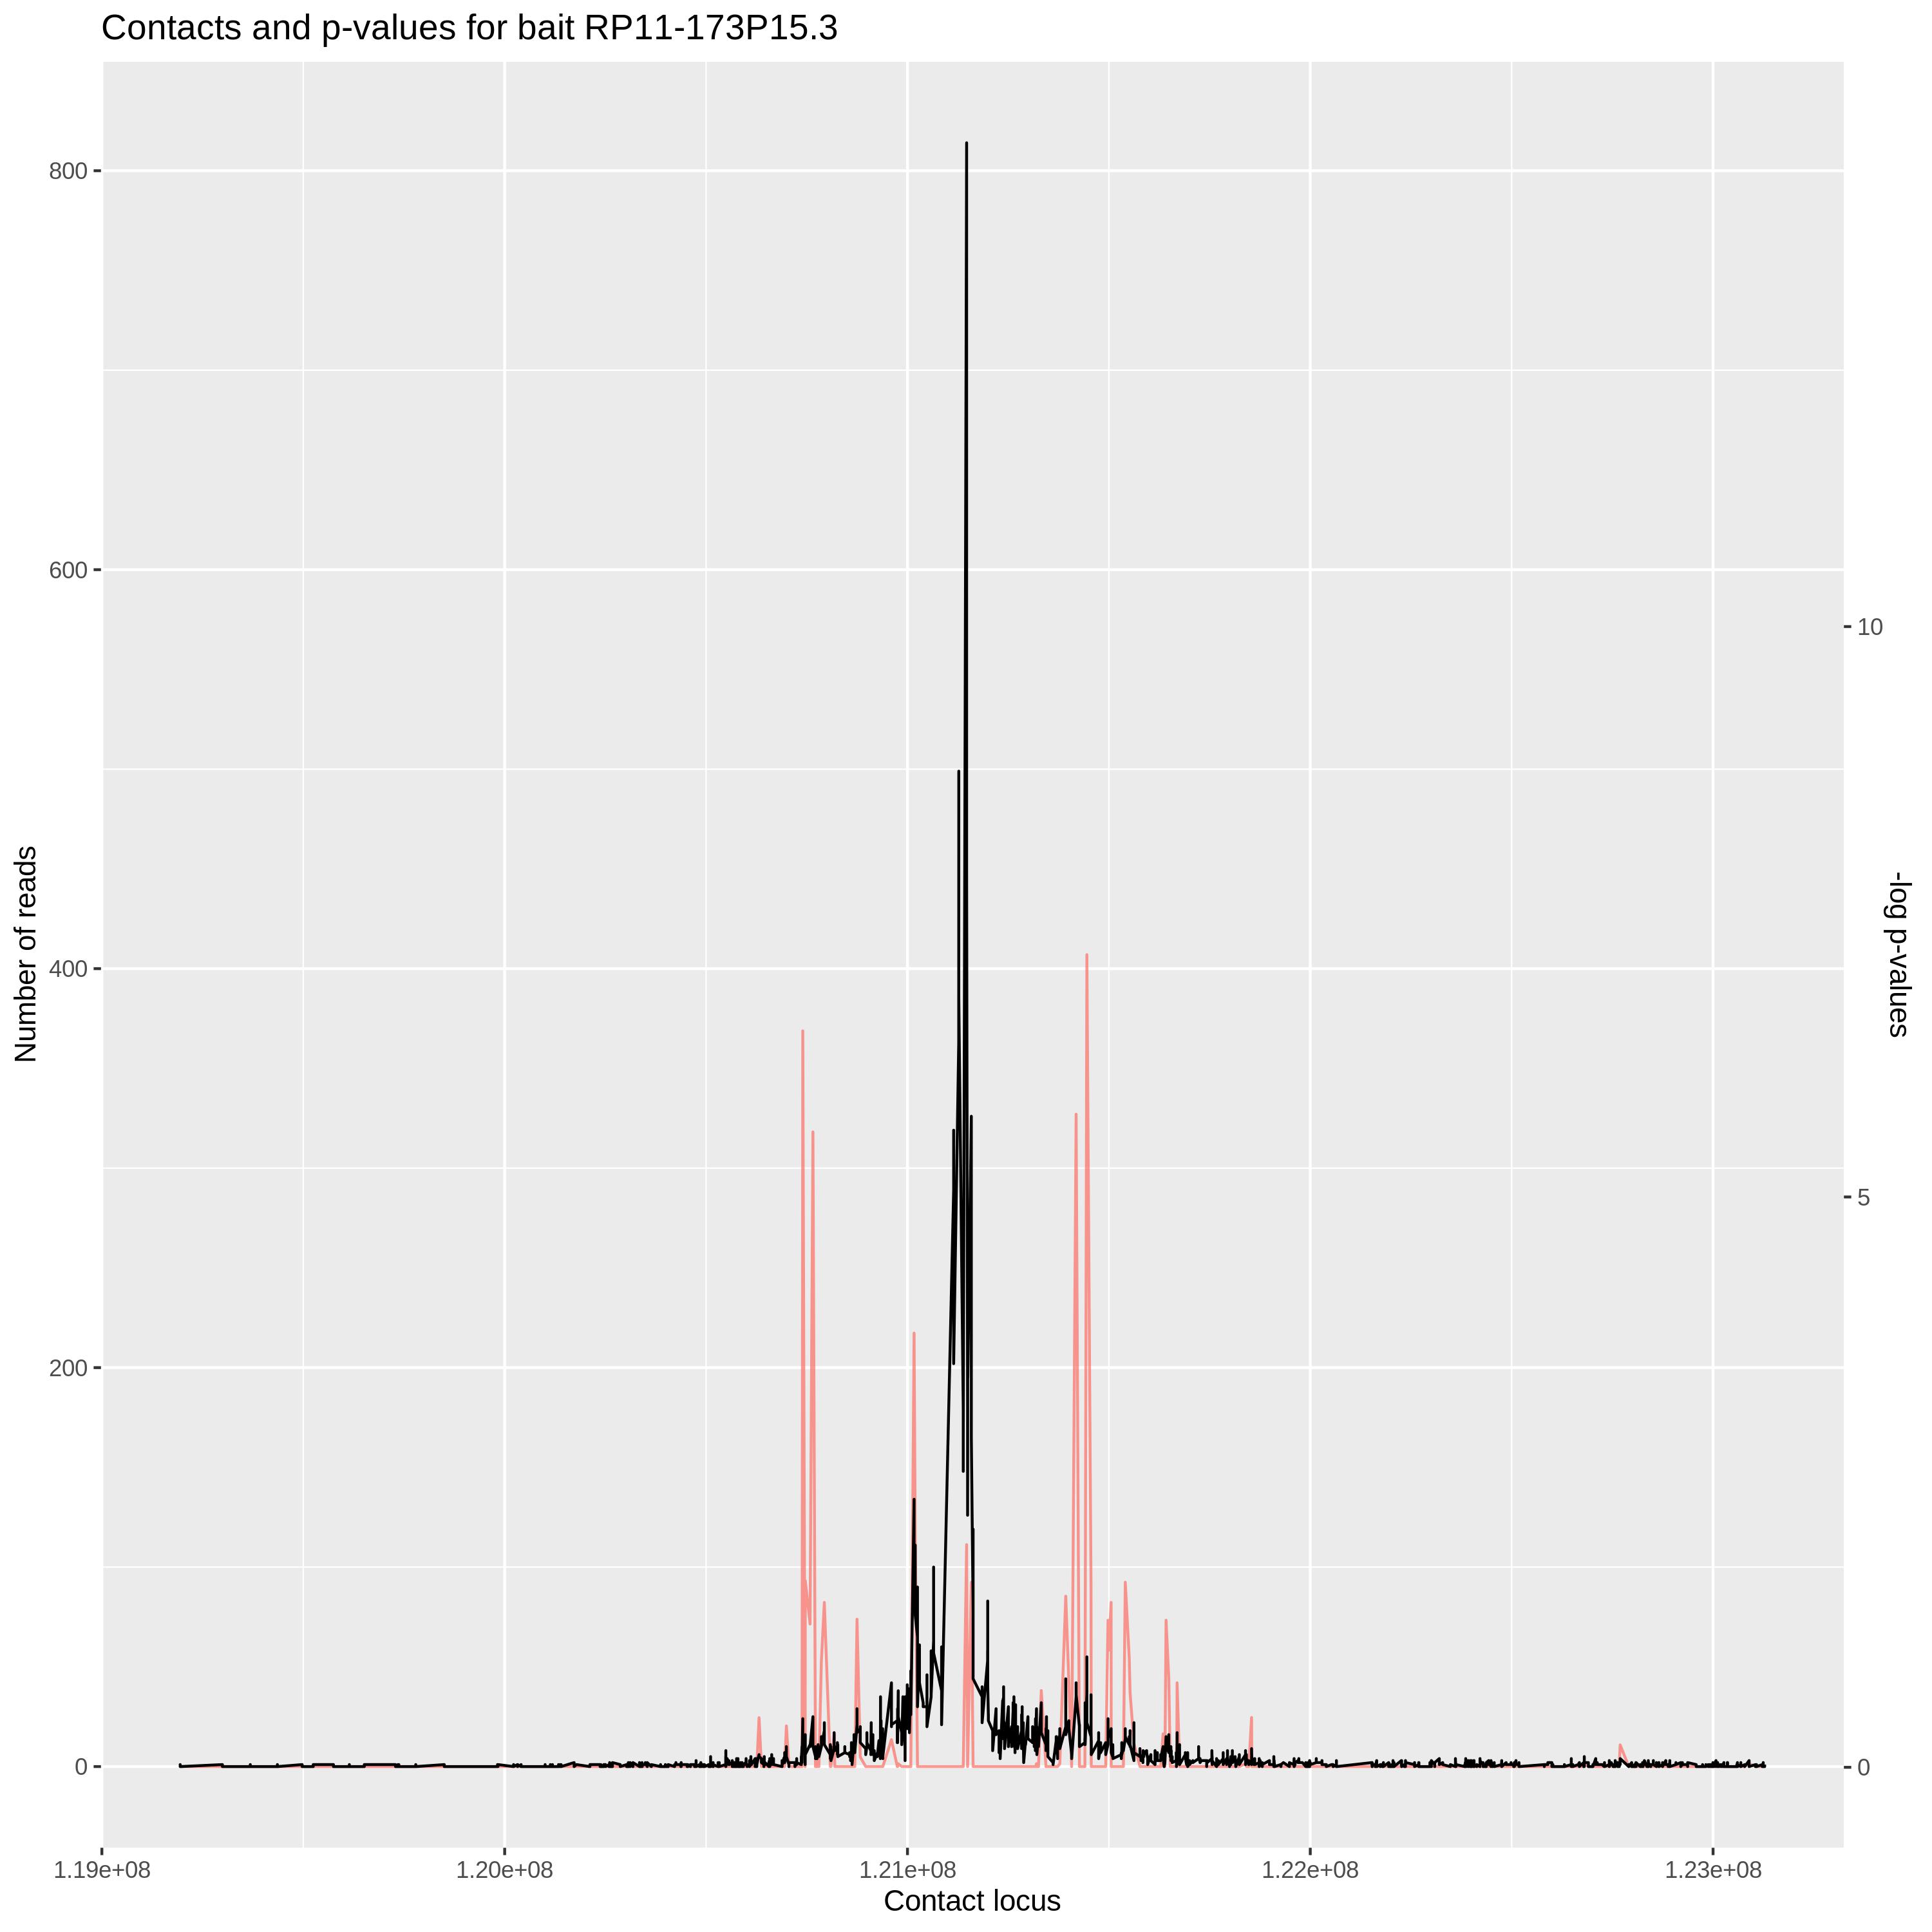 Contacts and p-values for bait RP11-173P15.3
800
600
400
200
0
Number of reads
10
5
0
-log p-values
1.19e+08 1.20e+08 1.21e+08 1.22e+08 1.23e+08
Contact locus